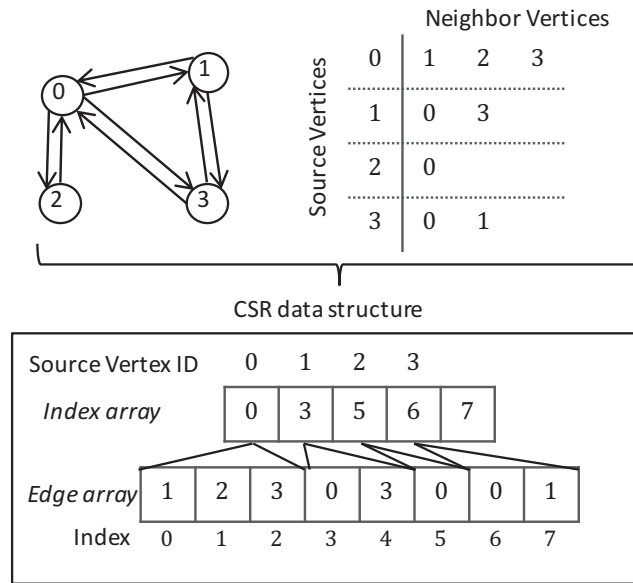 Neighbor Vertices
Source Vertices
0 1 2 3
1 0 3
2 0
3 0 1
0
1
2
3
CSR data structure
Source Vertex ID 0 1 2 3
Index array 0 3 5 6 7
Edge array 1 2 3 0 3 0 0 1
Index 0 1 2 3 4 5 6 7